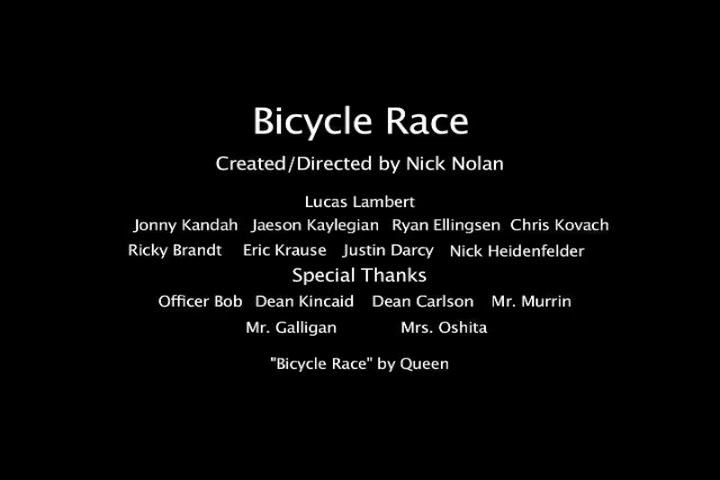 Bicycle Race
Created/Directed by Nick Nolan
Lucas Lambert
Jonny Kandah Jaeson Kaylegian Ryan Ellingsen Chris Kovach
Ricky Brandt Eric Krause Justin Darcy Nick Heidenfelder
Special Thanks
Officer Bob Dean Kincaid Dean Carlson Mr. Murrin
Mr. Galligan Mrs. Oshita
"Bicycle Race" by Queen